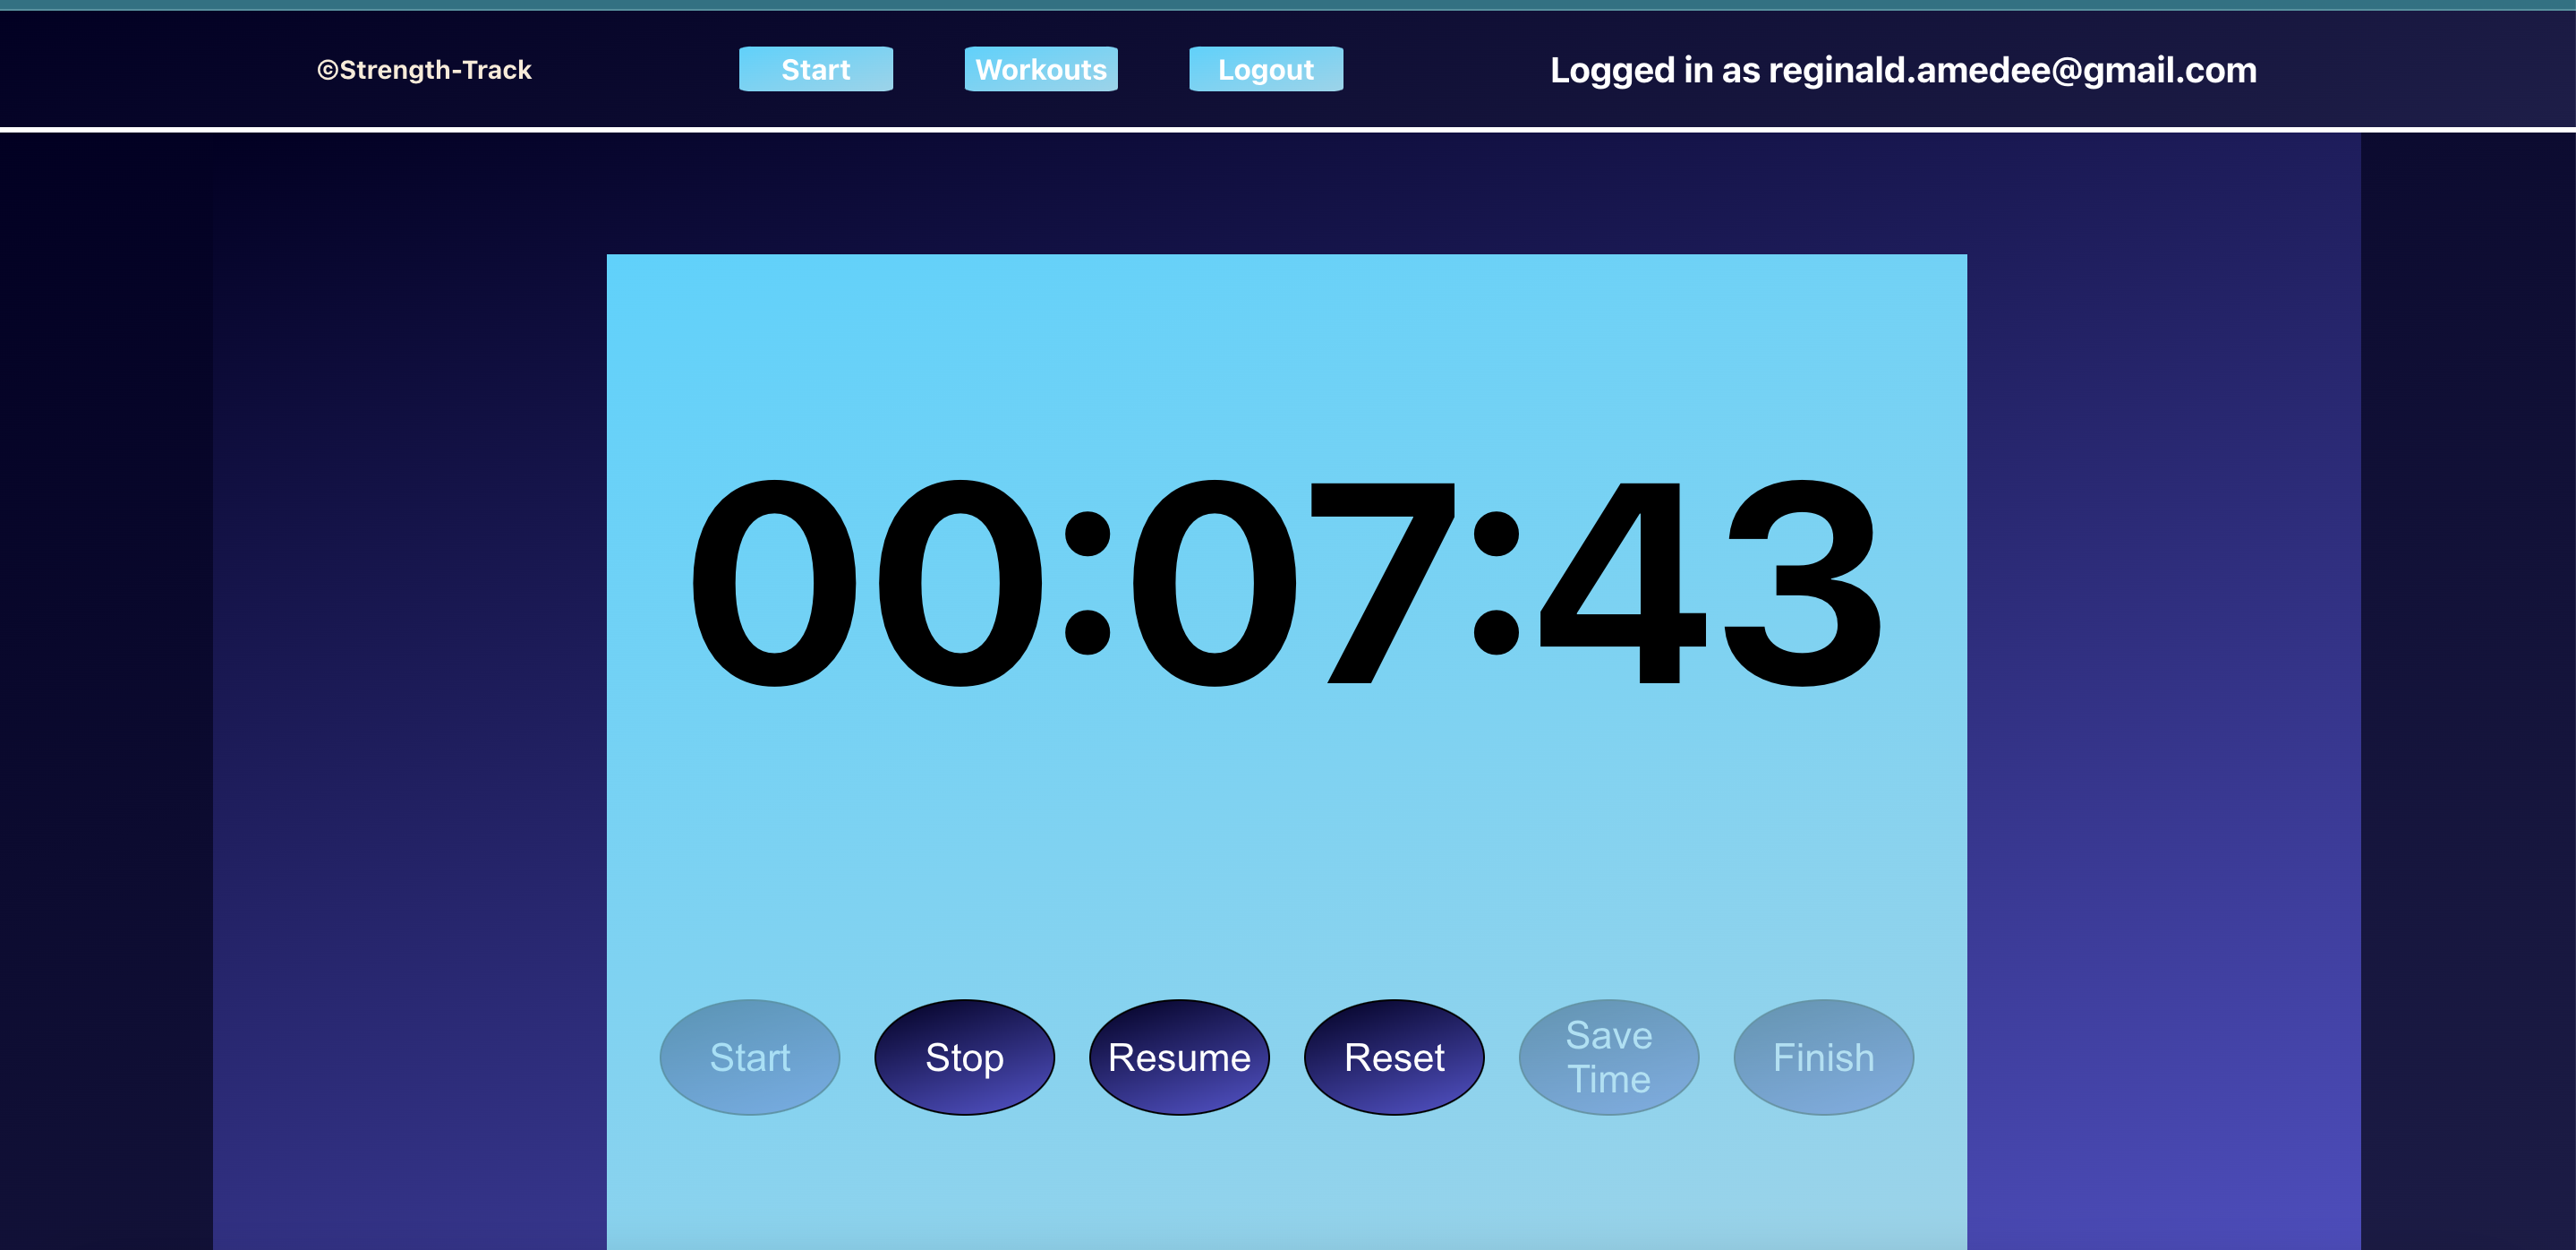 ©Strength-Track Start Workouts Logout Logged in as reginald.amedee@gmail.com
00:07:43
Start Stop Resume Reset Save Time Finish